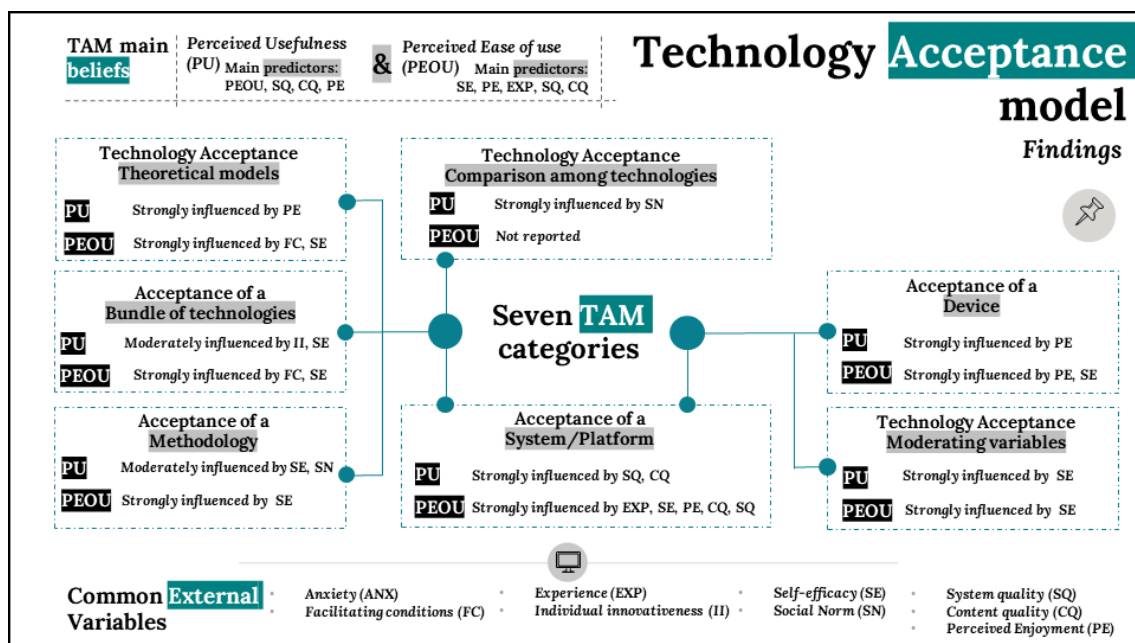 TAM main
beliefs
Perceived Usefulness
(PU) Main predictors:
PEOU, SQ, CQ, PE
&
Perceived Ease of use
(PEOU) Main predictors:
SE, PE, EXP, SQ, CQ
Technology Acceptance
model
Findings
Technology Acceptance
Theoretical models
PU Strongly influenced by PE
PEOU Strongly influenced by FC, SE
Technology Acceptance
Comparison among technologies
PU Strongly influenced by SN
PEOU Not reported
Acceptance of a
Bundle of technologies
PU Moderately influenced by II, SE
PEOU Strongly influenced by FC, SE
Seven TAM
categories
Acceptance of a
Device
PU Strongly influenced by PE
PEOU Strongly influenced by PE, SE
Acceptance of a
Methodology
PU Moderately influenced by SE, SN
PEOU Strongly influenced by SE
Acceptance of a
System/Platform
PU Strongly influenced by SQ, CQ
PEOU Strongly influenced by EXP, SE, PE, CQ, SQ
Technology Acceptance
Moderating variables
PU Strongly influenced by SE
PEOU Strongly influenced by SE
Common External
Variables
Anxiety (ANX)
Facilitating conditions (FC)
Experience (EXP)
Individual innovativeness (II)
Self-efficacy (SE)
Social Norm (SN)
System quality (SQ)
Content quality (CQ)
Perceived Enjoyment (PE)